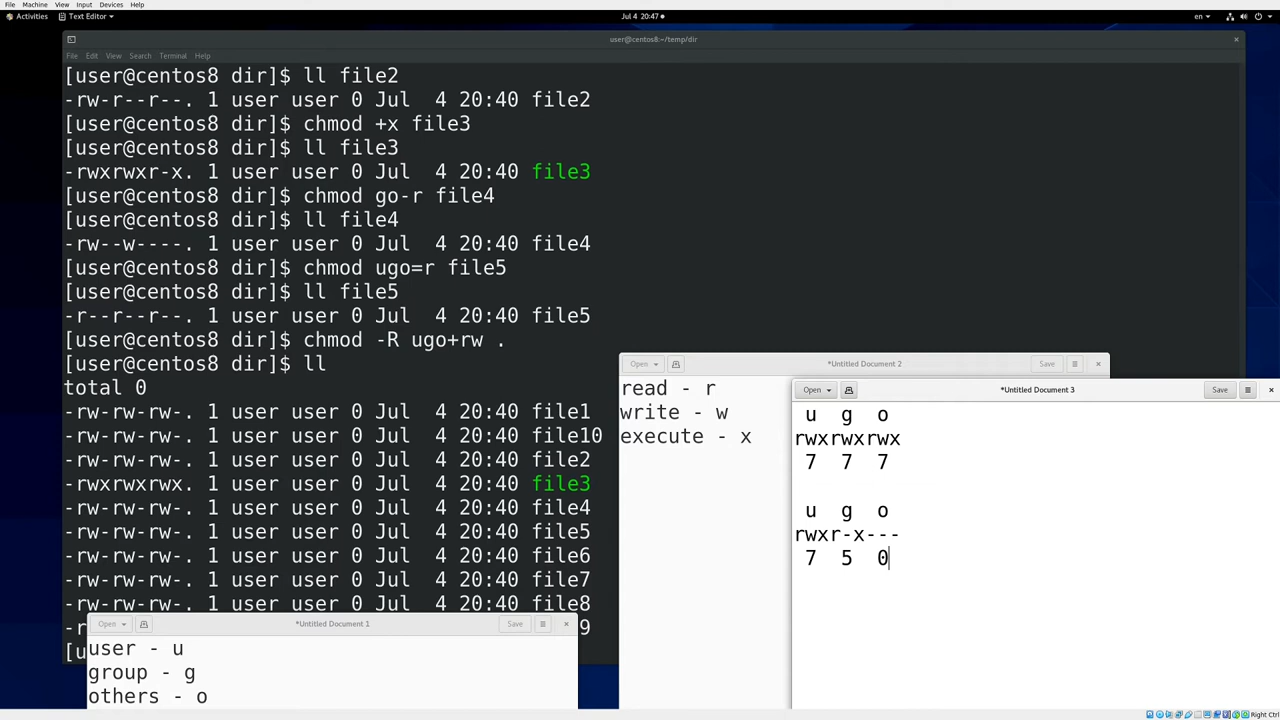 File Machine View Input Devices Help
Activities Text Editor Jul 4 20:47 en
user@centos8:~/temp/dir
File Edit View Search Terminal Help
[user@centos8 dir]$ ll file2
-rw-r--r--. 1 user user 0 Jul  4 20:40 file2
[user@centos8 dir]$ chmod +x file3
[user@centos8 dir]$ ll file3
-rwxrwxr-x. 1 user user 0 Jul  4 20:40 file3
[user@centos8 dir]$ chmod go-r file4
[user@centos8 dir]$ ll file4
-rw--w----. 1 user user 0 Jul  4 20:40 file4
[user@centos8 dir]$ chmod ugo=r file5
[user@centos8 dir]$ ll file5
-r--r--r--. 1 user user 0 Jul  4 20:40 file5
[user@centos8 dir]$ chmod -R ugo+rw .
[user@centos8 dir]$ ll
total 0
-rw-rw-rw-. 1 user user 0 Jul  4 20:40 file1
-rw-rw-rw-. 1 user user 0 Jul  4 20:40 file10
-rw-rw-rw-. 1 user user 0 Jul  4 20:40 file2
-rwxrwxrwx. 1 user user 0 Jul  4 20:40 file3
-rw-rw-rw-. 1 user user 0 Jul  4 20:40 file4
-rw-rw-rw-. 1 user user 0 Jul  4 20:40 file5
-rw-rw-rw-. 1 user user 0 Jul  4 20:40 file6
-rw-rw-rw-. 1 user user 0 Jul  4 20:40 file7
-rw-rw-rw-. 1 user user 0 Jul  4 20:40 file8
-r 9
[u
Open *Untitled Document 1 Save
user - u
group - g
others - o
Open *Untitled Document 2 Save
read - r
write - w
execute - x
Open *Untitled Document 3 Save
u g o
rwxrwxrwx
7 7 7
u g o
rwxr-x---
7 5 0
Right Ctrl